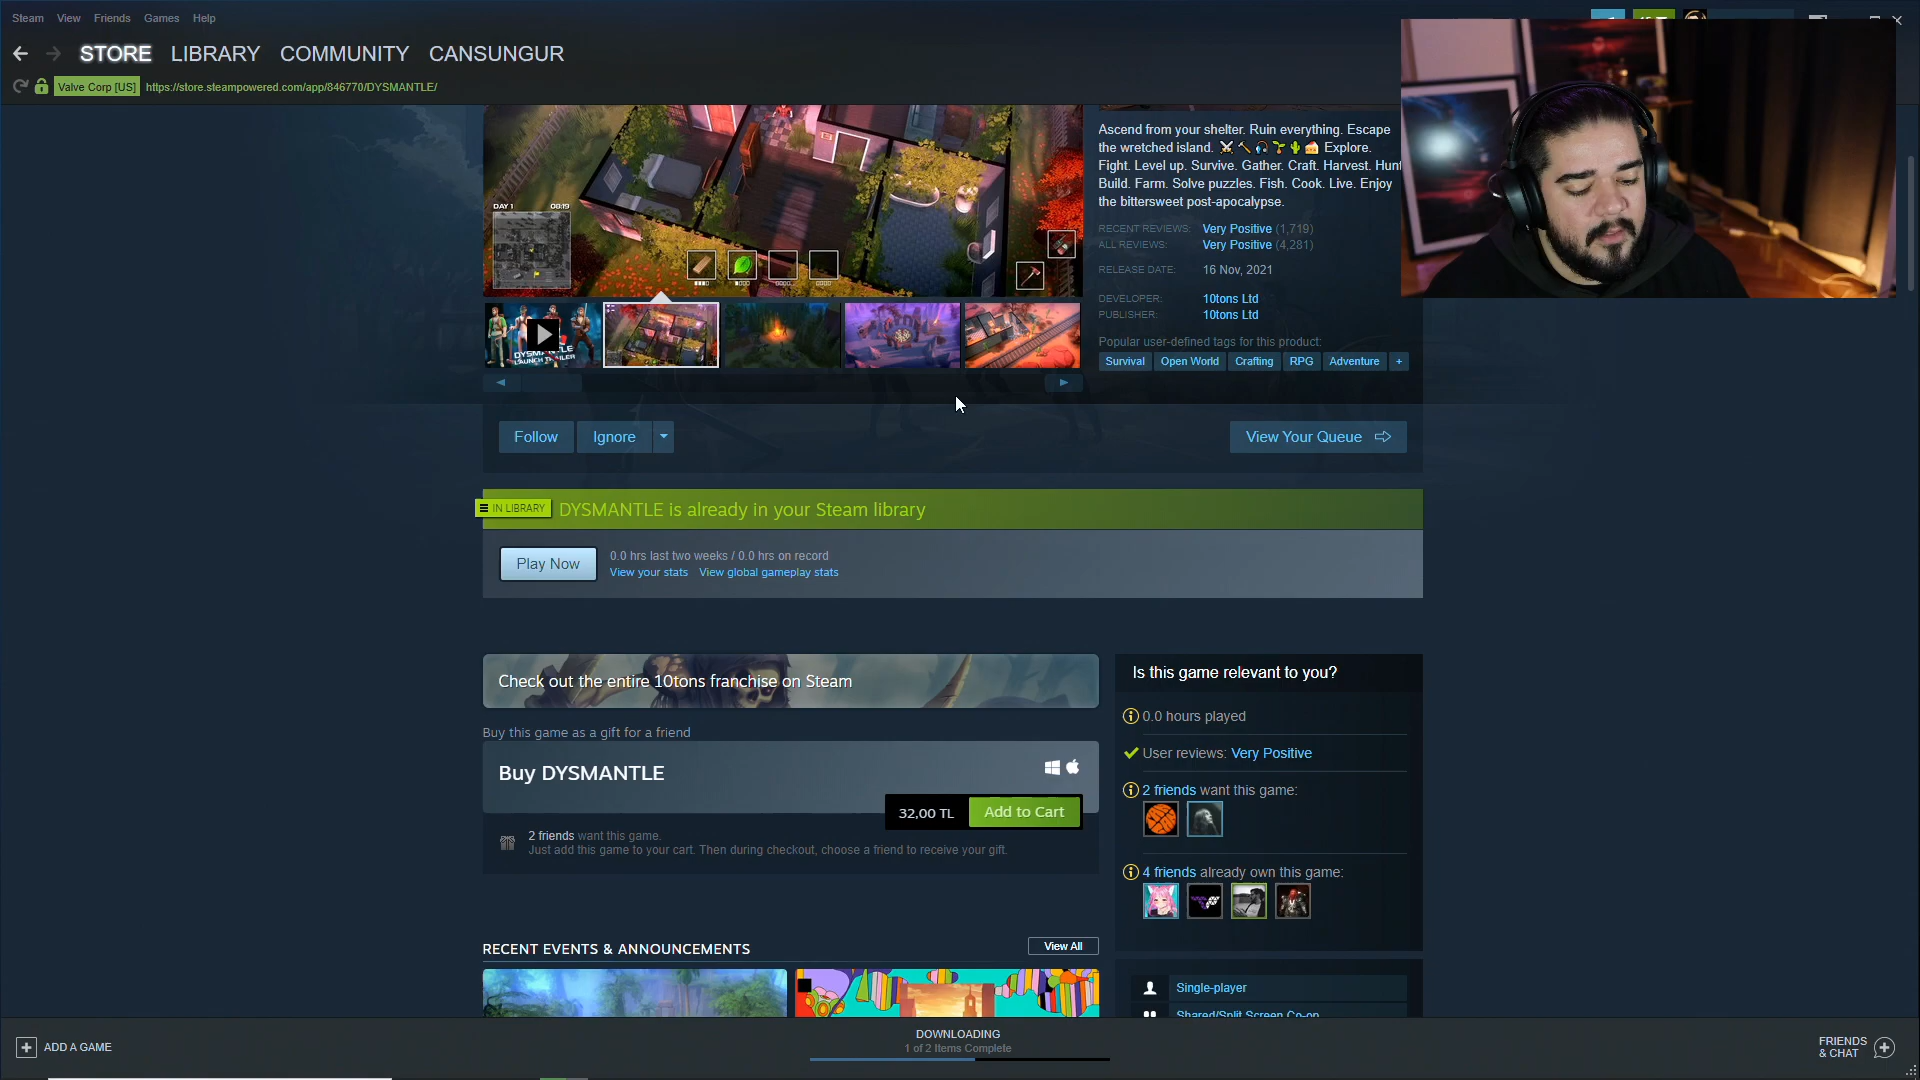 Steam View Friends Games Help
STORE LIBRARY COMMUNITY CANSUNGUR
Valve Corp [US] https://store.steampowered.com/app/846770/DYSMANTLE/
Ascend from your shelter. Ruin everything. Escape
the wretched island. Explore.
Fight. Level up. Survive. Gather. Craft. Harvest. Hunt
Build. Farm. Solve puzzles. Fish. Cook. Live. Enjoy
the bittersweet post-apocalypse.
DAY 1 08:19
RECENT REVIEWS: Very Positive (1,719)
ALL REVIEWS: Very Positive (4,281)
RELEASE DATE: 16 Nov, 2021
DEVELOPER: 10tons Ltd
PUBLISHER: 10tons Ltd
DYSMANTLE
LAUNCH TRAILER
Popular user-defined tags for this product:
Survival Open World Crafting RPG Adventure +
Follow Ignore View Your Queue
IN LIBRARY DYSMANTLE is already in your Steam library
Play Now
0.0 hrs last two weeks / 0.0 hrs on record
View your stats View global gameplay stats
Check out the entire 10tons franchise on Steam
Buy this game as a gift for a friend
Buy DYSMANTLE
32,00 TL Add to Cart
2 friends want this game.
Just add this game to your cart. Then during checkout, choose a friend to receive your gift.
Is this game relevant to you?
0.0 hours played
User reviews: Very Positive
2 friends want this game:
4 friends already own this game:
RECENT EVENTS & ANNOUNCEMENTS View All
Single-player
Shared/Split Screen Co-op
ADD A GAME
DOWNLOADING
1 of 2 Items Complete
FRIENDS
& CHAT